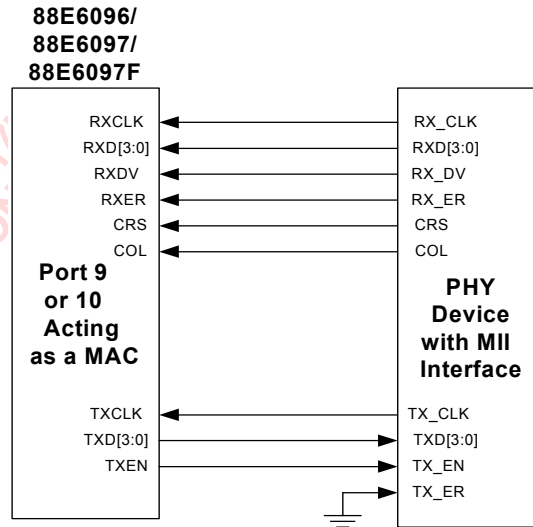 88E6096/
88E6097/
88E6097F
RXCLK
RXD[3:0]
RXDV
RXER
CRS
COL
Port 9
or 10
Acting
as a MAC
TXCLK
TXD[3:0]
TXEN
RX_CLK
RXD[3:0]
RX_DV
RX_ER
CRS
COL
PHY
Device
with MII
Interface
TX_CLK
TXD[3:0]
TX_EN
TX_ER